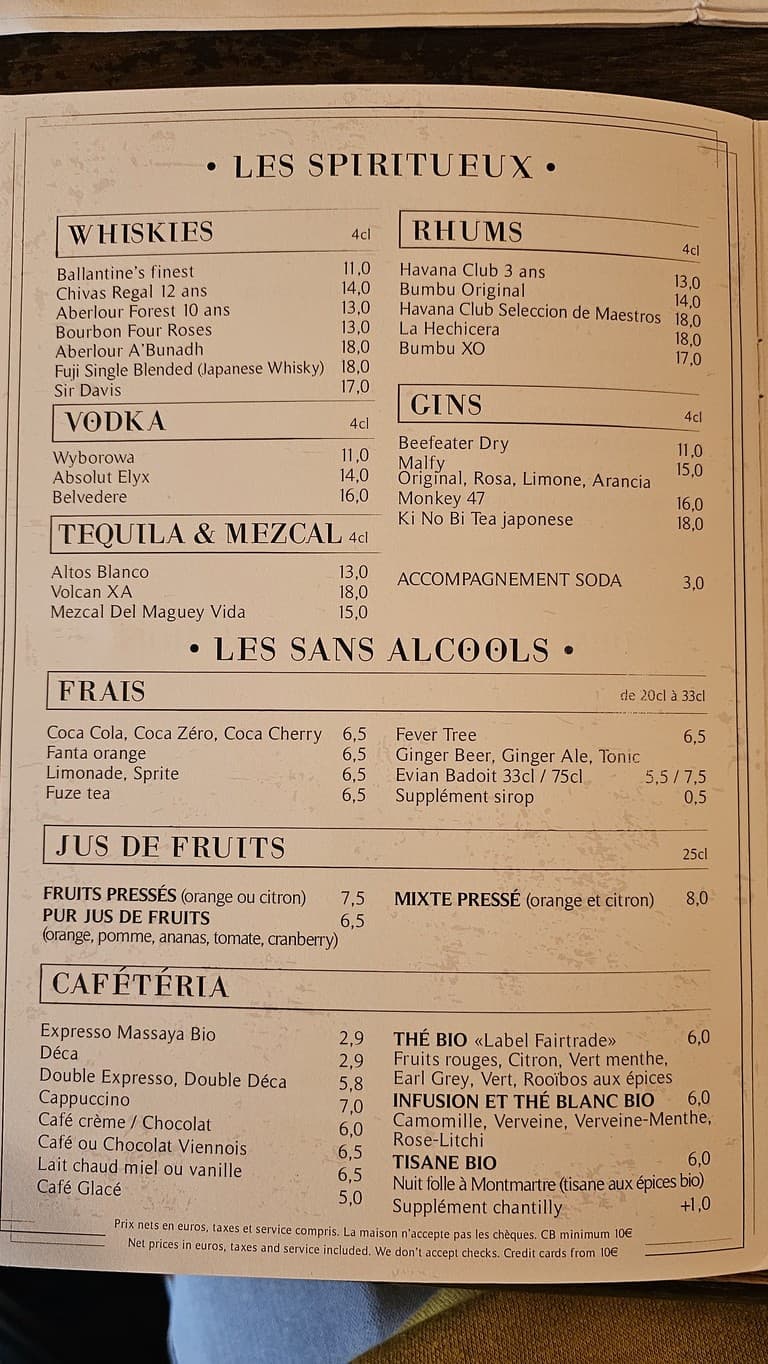 • LES SPIRITUEUX •
WHISKIES 4cl
Ballantine's finest 11,0
Chivas Regal 12 ans 14,0
Aberlour Forest 10 ans 13,0
Bourbon Four Roses 13,0
Aberlour A'Bunadh 18,0
Fuji Single Blended (Japanese Whisky) 18,0
Sir Davis 17,0
VODKA 4cl
Wyborowa 11,0
Absolut Elyx 14,0
Belvedere 16,0
TEQUILA & MEZCAL 4cl
Altos Blanco 13,0
Volcan XA 18,0
Mezcal Del Maguey Vida 15,0
RHUMS 4cl
Havana Club 3 ans 13,0
Bumbu Original 14,0
Havana Club Seleccion de Maestros 18,0
La Hechicera 18,0
Bumbu XO 17,0
GINS 4cl
Beefeater Dry 11,0
Malfy 15,0
Original, Rosa, Limone, Arancia
Monkey 47 16,0
Ki No Bi Tea japonese 18,0
ACCOMPAGNEMENT SODA 3,0
• LES SANS ALCOOLS •
FRAIS de 20cl à 33cl
Coca Cola, Coca Zéro, Coca Cherry 6,5
Fanta orange 6,5
Limonade, Sprite 6,5
Fuze tea 6,5
Fever Tree 6,5
Ginger Beer, Ginger Ale, Tonic
Evian Badoit 33cl / 75cl 5,5 / 7,5
Supplément sirop 0,5
JUS DE FRUITS 25cl
FRUITS PRESSÉS (orange ou citron) 7,5
PUR JUS DE FRUITS 6,5
(orange, pomme, ananas, tomate, cranberry)
MIXTE PRESSÉ (orange et citron) 8,0
CAFÉTÉRIA
Expresso Massaya Bio 2,9
Déca 2,9
Double Expresso, Double Déca 5,8
Cappuccino 7,0
Café crème / Chocolat 6,0
Café ou Chocolat Viennois 6,5
Lait chaud miel ou vanille 6,5
Café Glacé 5,0
THÉ BIO «Label Fairtrade» 6,0
Fruits rouges, Citron, Vert menthe,
Earl Grey, Vert, Rooïbos aux épices
INFUSION ET THÉ BLANC BIO 6,0
Camomille, Verveine, Verveine-Menthe,
Rose-Litchi
TISANE BIO 6,0
Nuit folle à Montmartre (tisane aux épices bio)
Supplément chantilly +1,0
Prix nets en euros, taxes et service compris. La maison n'accepte pas les chèques. CB minimum 10€
Net prices in euros, taxes and service included. We don't accept checks. Credit cards from 10€